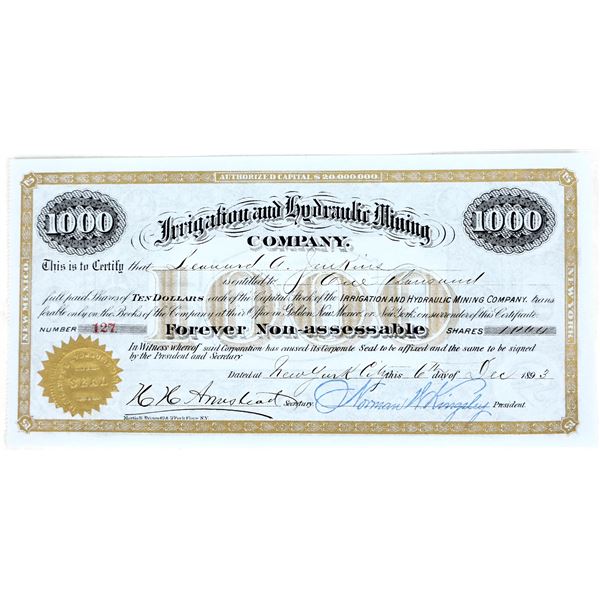 AUTHORIZED CAPITAL $ 20.000.000.
1000 1000
Irrigation and Hydraulic Mining
COMPANY.
This is to Certify that Leonard A. Jenkins
is entitled to One Thousand
full paid Shares of TEN DOLLARS each of the Capital Stock of the IRRIGATION AND HYDRAULIC MINING COMPANY. trans
ferable only on the Books of the Company at their Office in Golden, New Mexico, or New York, on surrender of this Certificate
NUMBER 127 Forever Non-assessable SHARES 1000
In Witness Whereof said Corporation has caused its Corporate Seal to be affixed and the same to be signed
by the President and Secretary
Dated at New York City this 6th day of Dec 1893
H. H. Armstead Secretary Norman W. Kingsley President
NEW MEXICO.
NEW YORK.
1000
SEAL